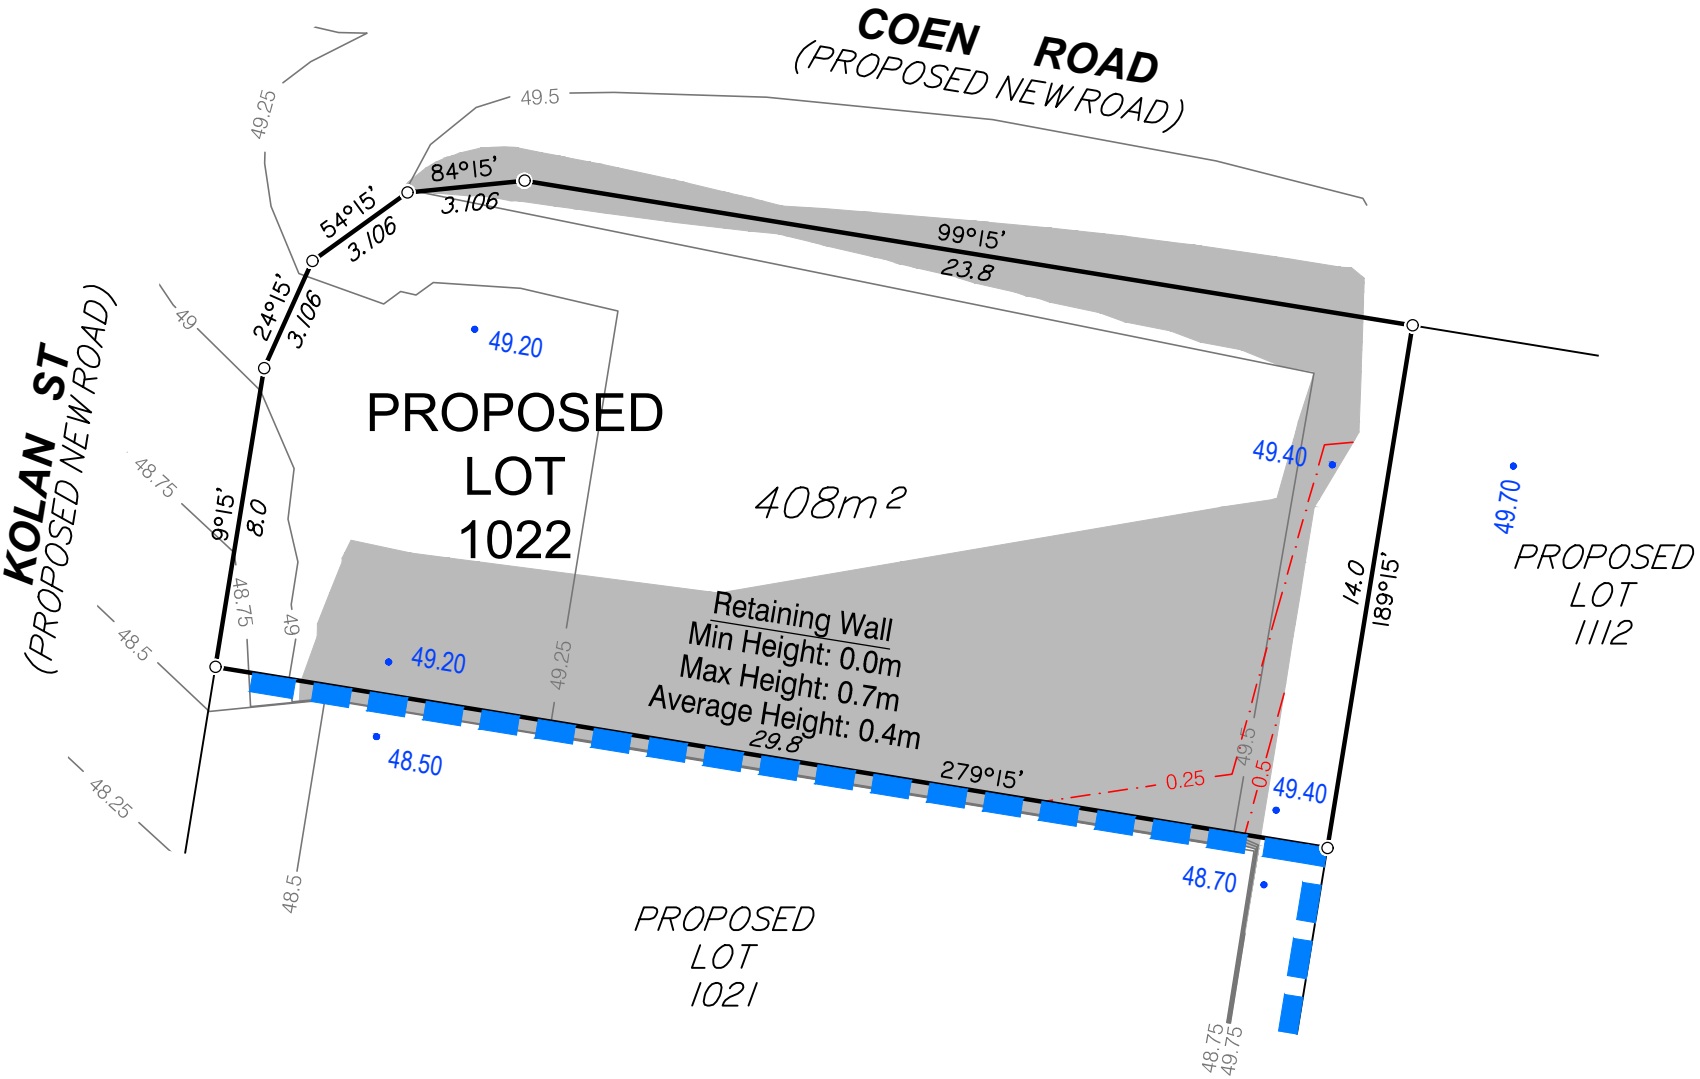 COEN ROAD
(PROPOSED NEW ROAD)
49.25
49.5
84°15'
3.106
54°15'
3.106
99°15'
23.8
24°15'
3.106
KOLAN ST
(PROPOSED NEW ROAD)
49
49.20
PROPOSED
LOT
1022
408m²
49.40
49.70
48.75
9°15'
8.0
14.0
189°15'
PROPOSED
LOT
1112
48.75
49
48.5
49.20
49.25
Retaining Wall
Min Height: 0.0m
Max Height: 0.7m
Average Height: 0.4m
29.8
279°15'
48.50
49.5
0.25
0.5
49.40
48.25
48.5
48.70
PROPOSED
LOT
1021
48.75
49.75